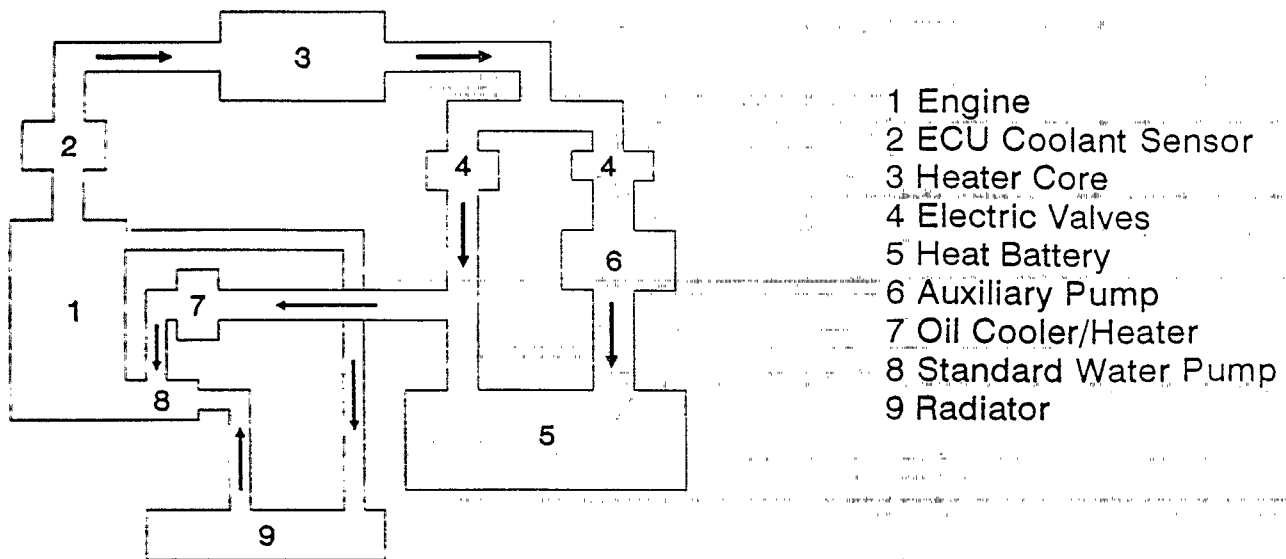 3
2
4
4
6
1
7
8
5
9
1 Engine
2 ECU Coolant Sensor
3 Heater Core
4 Electric Valves
5 Heat Battery
6 Auxiliary Pump
7 Oil Cooler/Heater
8 Standard Water Pump
9 Radiator